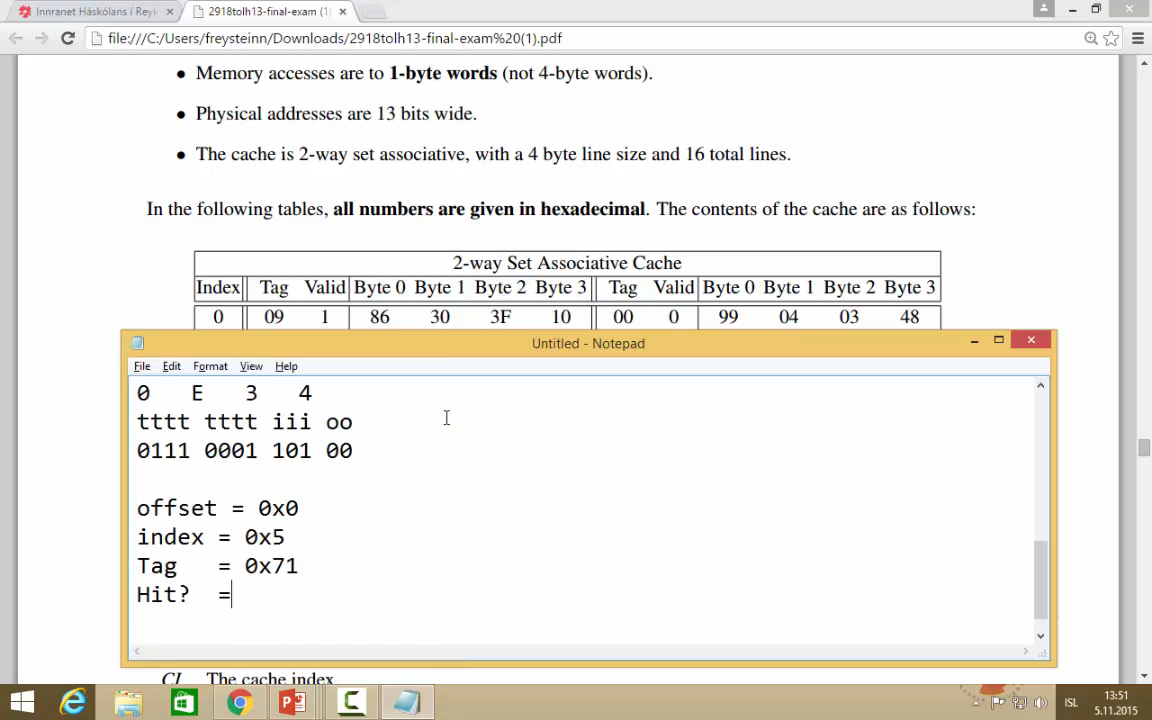 Innranet Háskólans í Reyk
2918tolh13-final-exam (1)
file:///C:/Users/freysteinn/Downloads/2918tolh13-final-exam%20(1).pdf
• Memory accesses are to 1-byte words (not 4-byte words).
• Physical addresses are 13 bits wide.
• The cache is 2-way set associative, with a 4 byte line size and 16 total lines.
In the following tables, all numbers are given in hexadecimal. The contents of the cache are as follows:
2-way Set Associative Cache
Index Tag Valid Byte 0 Byte 1 Byte 2 Byte 3 Tag Valid Byte 0 Byte 1 Byte 2 Byte 3
0 09 1 86 30 3F 10 00 0 99 04 03 48
Untitled - Notepad
File Edit Format View Help
0 E 3 4
tttt tttt iii oo
0111 0001 101 00
offset = 0x0
index = 0x5
Tag = 0x71
Hit? =
CI The cache index
ISL
13:51
5.11.2015